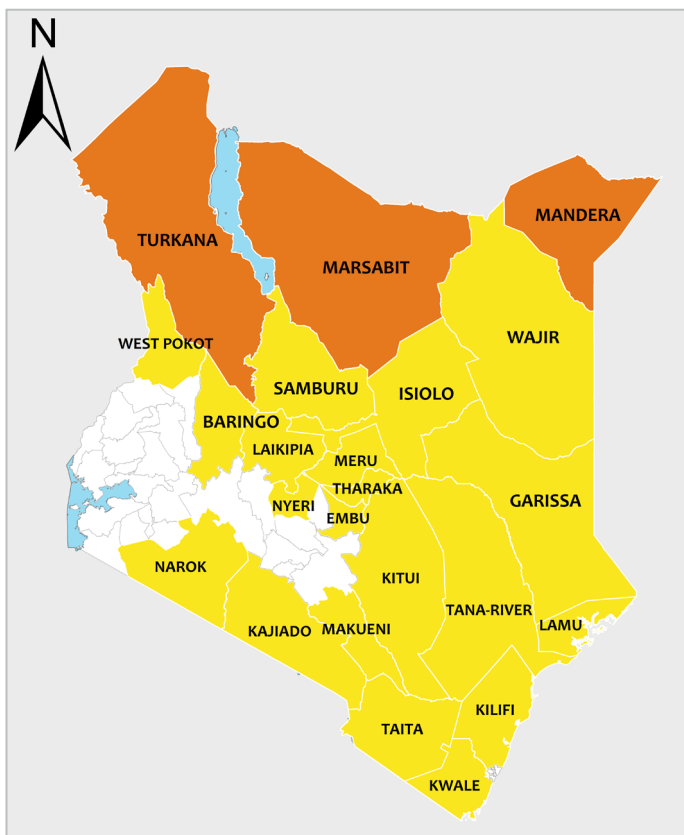 N
MANDERA
TURKANA
MARSABIT
WAJIR
WEST POKOT
SAMBURU
ISIOLO
BARINGO
LAIKIPIA
MERU
THARAKA
GARISSA
NYERI
EMBU
NAROK
KITUI
TANA-RIVER
LAMU
KAJIADO
MAKUENI
KILIFI
TAITA
KWALE